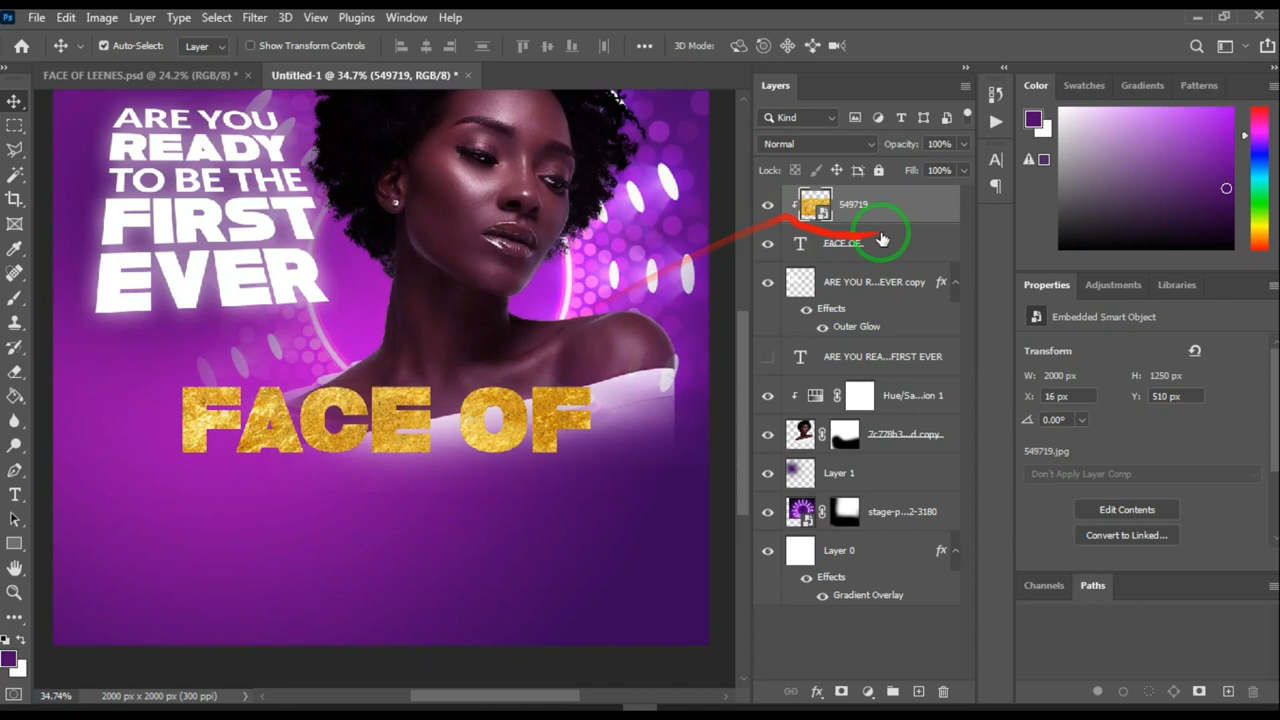 Ps File Edit Image Layer Type Select Filter 3D View Plugins Window Help
Auto-Select: Layer Show Transform Controls 3D Mode:
FACE OF LEENES.psd @ 24.2% (RGB/8) * × Untitled-1 @ 34.7% (549719, RGB/8) * ×
ARE YOU
READY
TO BE THE
FIRST
EVER
FACE OF
34.74% 2000 px x 2000 px (300 ppi)
Layers
Kind
Normal Opacity: 100%
Lock: Fill: 100%
549719
T FACE OF
ARE YOU R...EVER copy fx
Effects
Outer Glow
T ARE YOU REA...FIRST EVER
Hue/Sa...ion 1
7c778b3...d copy
Layer 1
stage-p...2-3180
Layer 0 fx
Effects
Gradient Overlay
fx
Color Swatches Gradients Patterns
Properties Adjustments Libraries
Embedded Smart Object
Transform
W: 2000 px H: 1250 px
X: 16 px Y: 510 px
0.00°
549719.jpg
Don't Apply Layer Comp
Edit Contents
Convert to Linked...
Channels Paths